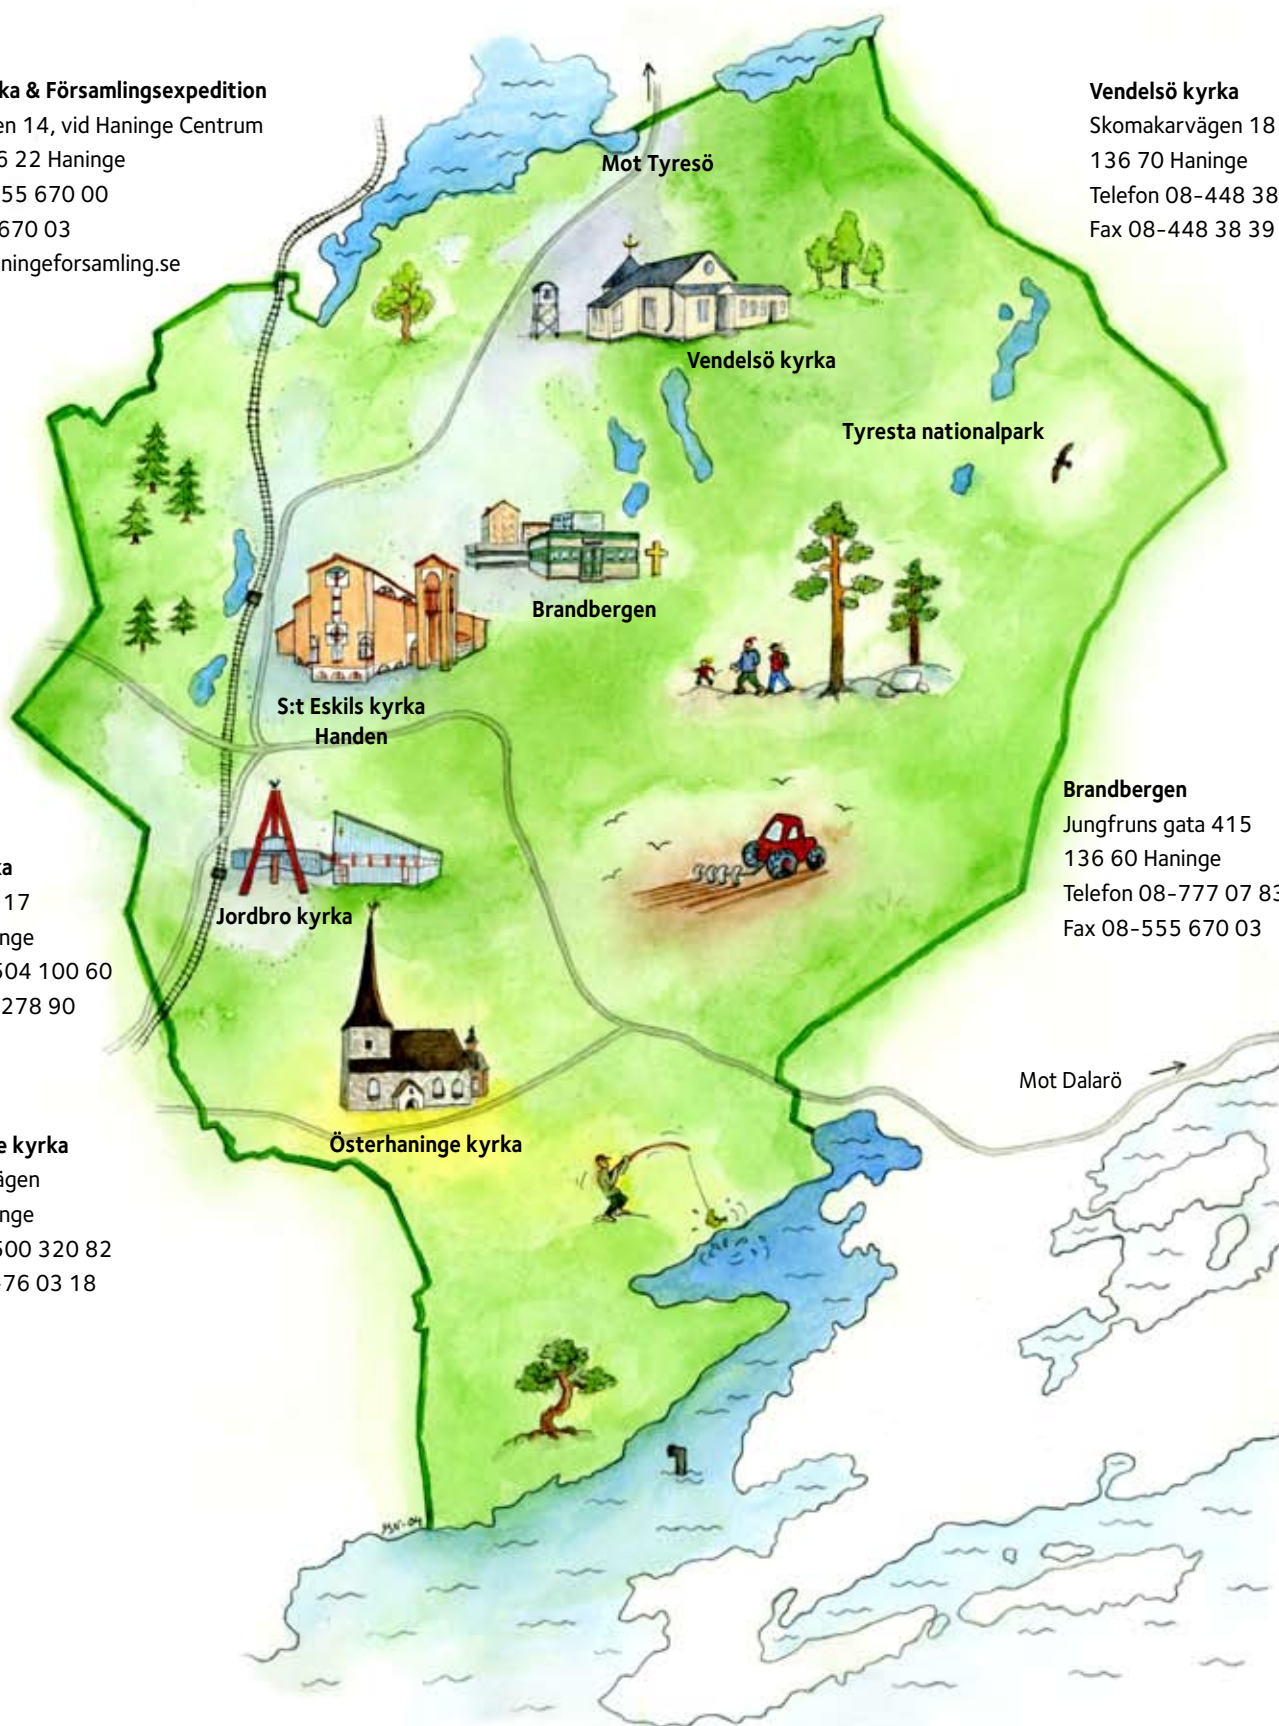 ka & Församlingsexpedition
en 14, vid Haninge Centrum
6 22 Haninge
55 670 00
670 03
ningeforsamling.se
Vendelsö kyrka
Skomakarvägen 18
136 70 Haninge
Telefon 08-448 38
Fax 08-448 38 39
Mot Tyresö
Vendelsö kyrka
Tyresta nationalpark
Brandbergen
S:t Eskils kyrka
Handen
Brandbergen
Jungfruns gata 415
136 60 Haninge
Telefon 08-777 07 83
Fax 08-555 670 03
ka
17
nge
504 100 60
278 90
Jordbro kyrka
Mot Dalarö
e kyrka
ägen
nge
500 320 82
-76 03 18
Österhaninge kyrka